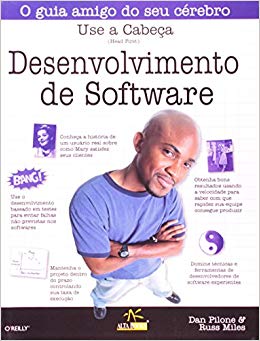 O guia amigo do seu cérebro
Use a Cabeça
(Head First)
Desenvolvimento
de Software
Conheça a história de
um usuário real sobre
como Mary satisfez
seus clientes
BANG!
Use o
desenvolvimento
baseado em testes
para evitar falhas
não previstas nos
softwares
Mantenha o
projeto dentro
do prazo
controlando sua
taxa de execução
Obtenha bons
resultados usando
a velocidade para
saber com que
rapidez sua equipe
consegue produzir
Domine técnicas e
ferramentas de
desenvolvedores de
software experientes
O'REILLY
ALTA
Dan Pilone &
Russ Miles